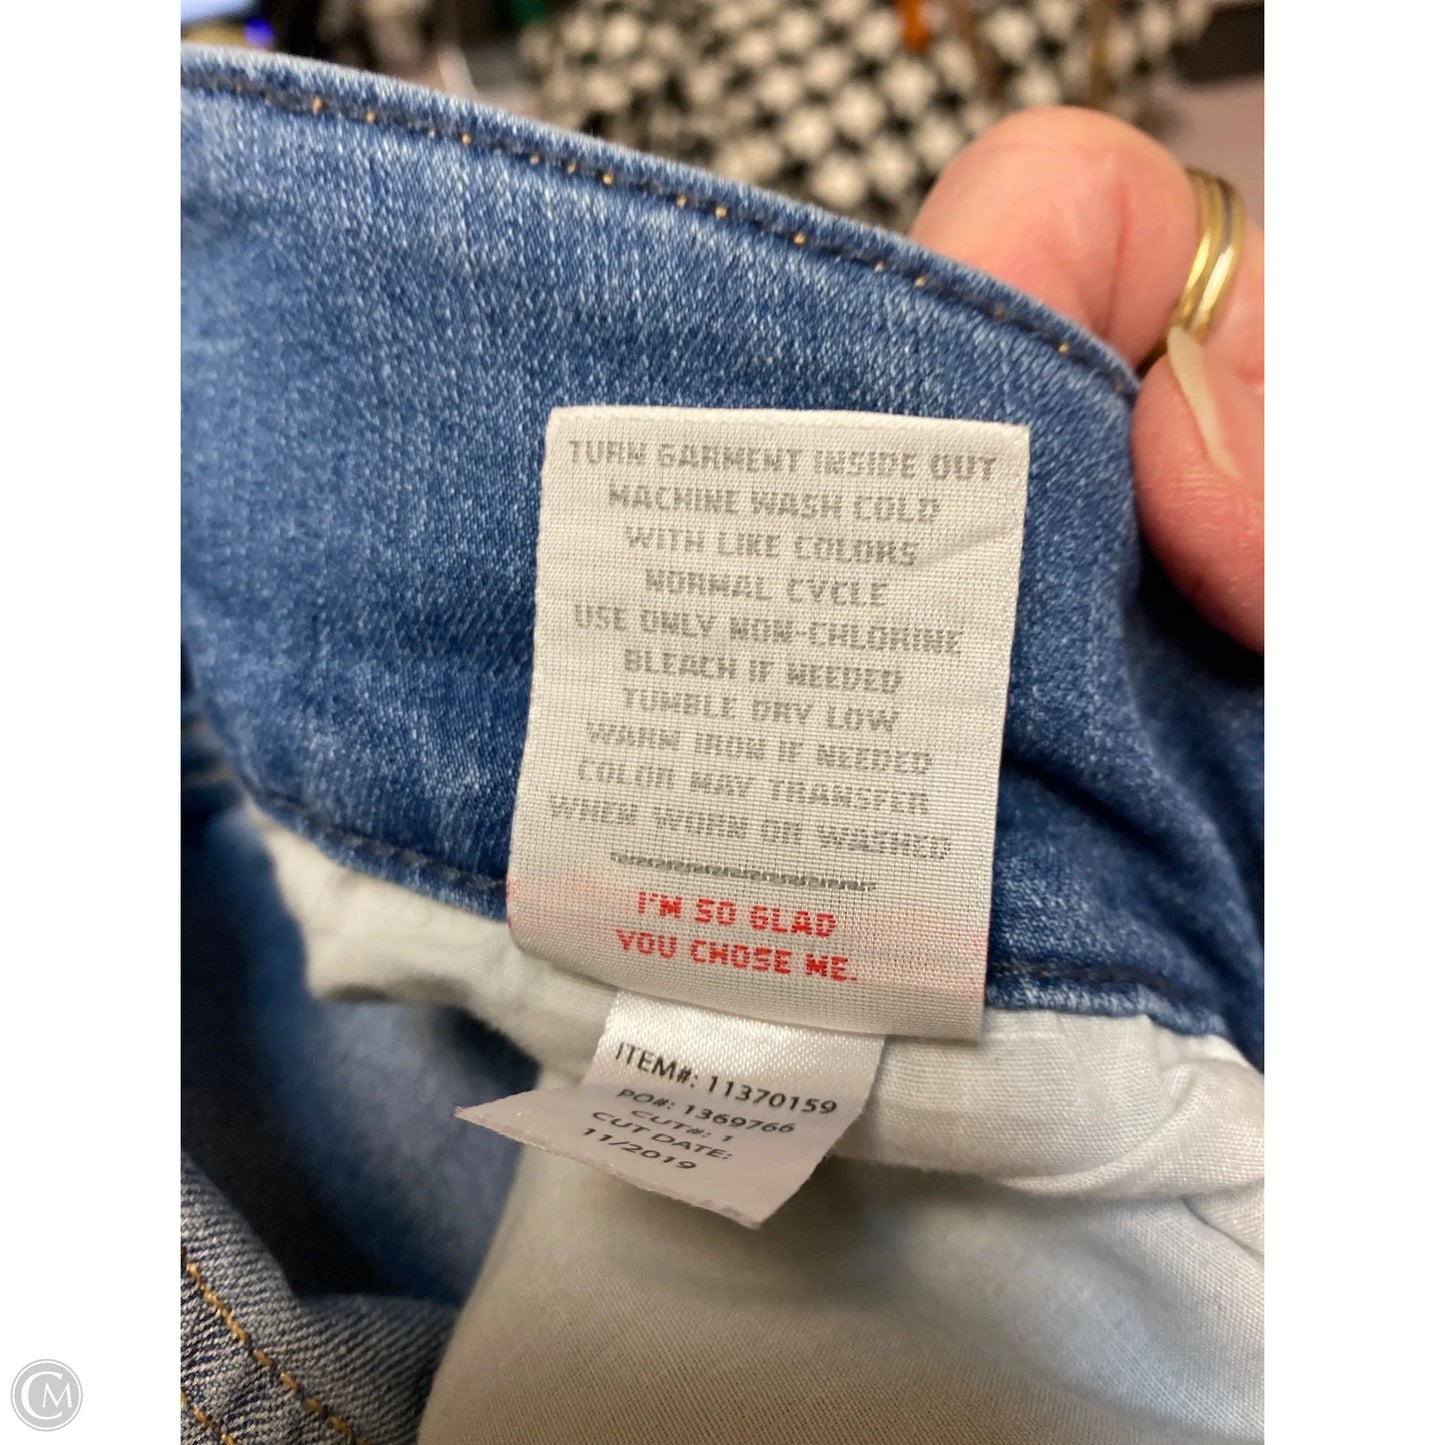 TURN GARMENT INSIDE OUT
MACHINE WASH COLD
WITH LIKE COLORS
NORMAL CYCLE
USE ONLY NON-CHLORINE
BLEACH IF NEEDED
TUMBLE DRY LOW
WARM IRON IF NEEDED
COLOR MAY TRANSFER
WHEN WORN OR WASHED
I'M SO GLAD
YOU CHOSE ME.
ITEM#: 11370159
PO#: 1369766
CUT#: 1
CUT DATE:
11/2019
CM